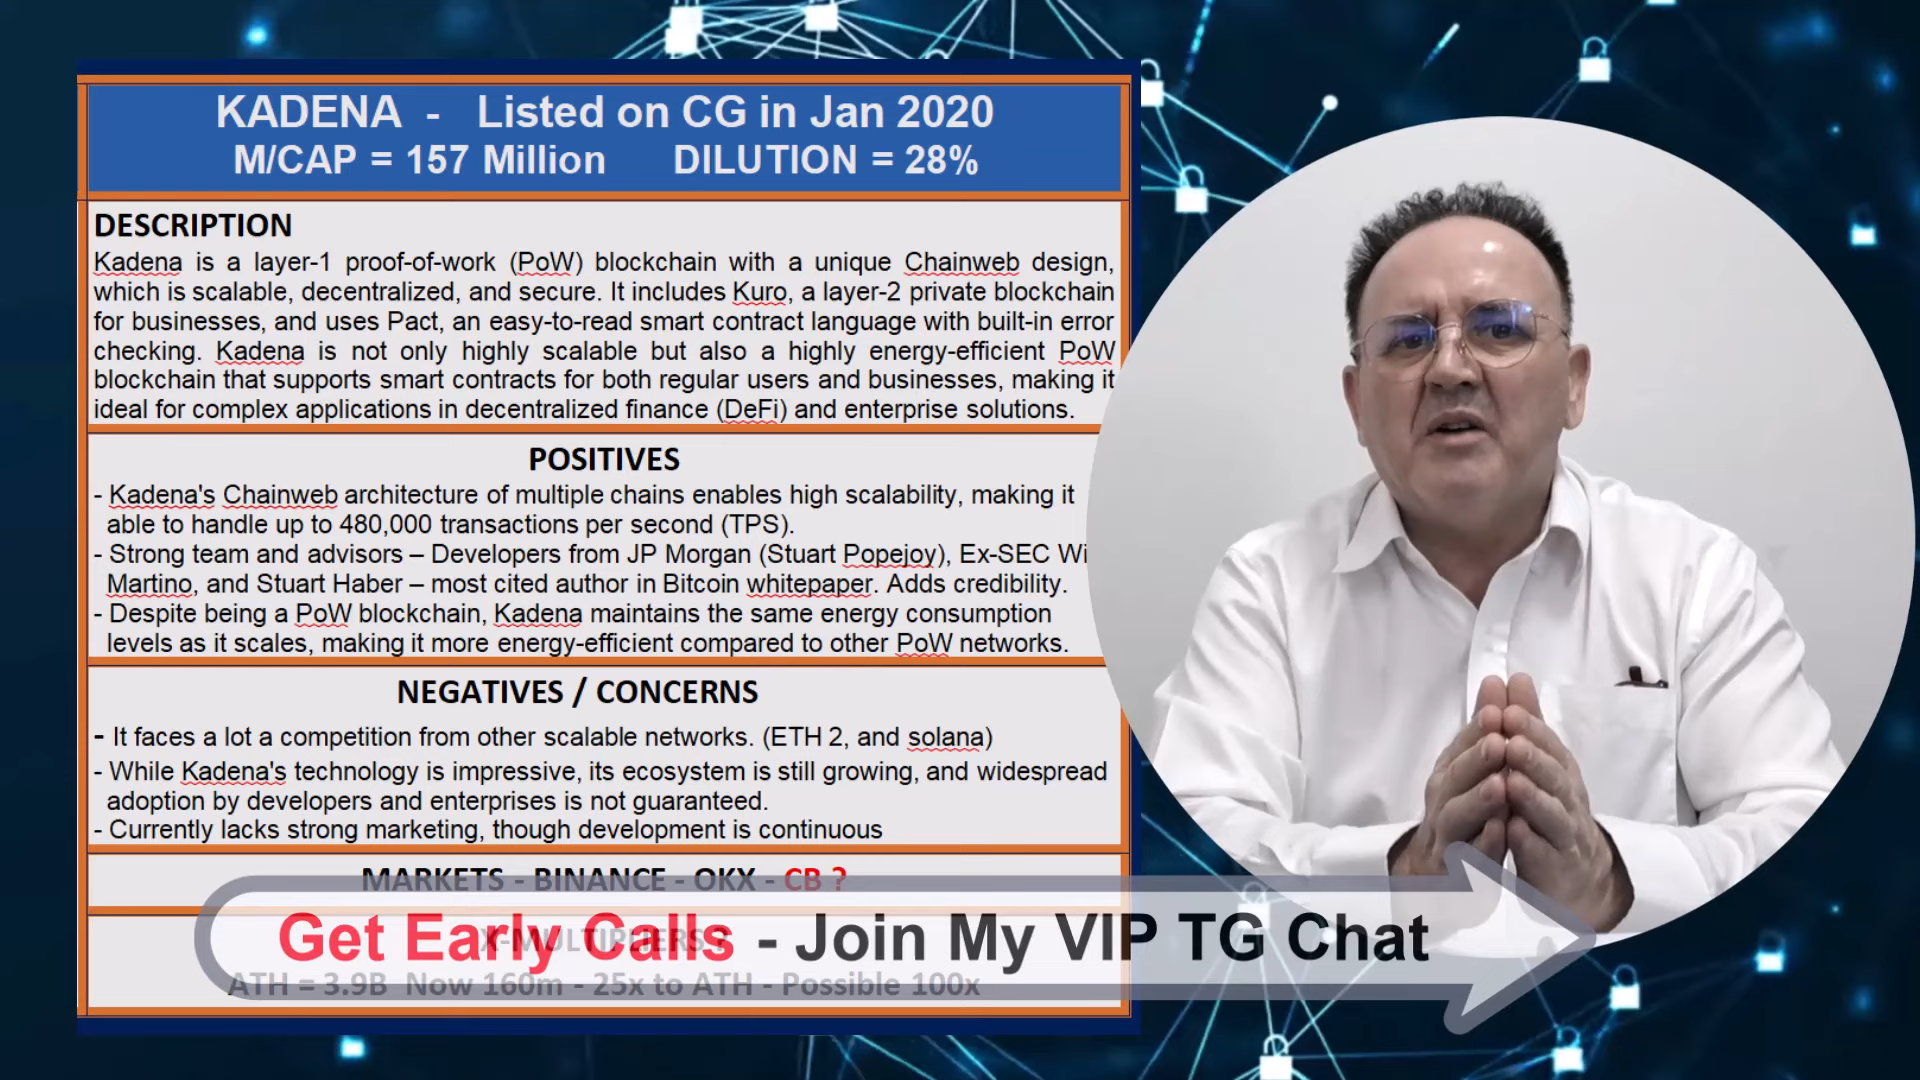 KADENA - Listed on CG in Jan 2020
M/CAP = 157 Million DILUTION = 28%
DESCRIPTION
Kadena is a layer-1 proof-of-work (PoW) blockchain with a unique Chainweb design,
which is scalable, decentralized, and secure. It includes Kuro, a layer-2 private blockchain
for businesses, and uses Pact, an easy-to-read smart contract language with built-in error
checking. Kadena is not only highly scalable but also a highly energy-efficient PoW
blockchain that supports smart contracts for both regular users and businesses, making it
ideal for complex applications in decentralized finance (DeFi) and enterprise solutions.
POSITIVES
- Kadena's Chainweb architecture of multiple chains enables high scalability, making it
able to handle up to 480,000 transactions per second (TPS).
- Strong team and advisors – Developers from JP Morgan (Stuart Popejoy), Ex-SEC Wi
Martino, and Stuart Haber – most cited author in Bitcoin whitepaper. Adds credibility.
- Despite being a PoW blockchain, Kadena maintains the same energy consumption
levels as it scales, making it more energy-efficient compared to other PoW networks.
NEGATIVES / CONCERNS
- It faces a lot a competition from other scalable networks. (ETH 2, and solana)
- While Kadena's technology is impressive, its ecosystem is still growing, and widespread
adoption by developers and enterprises is not guaranteed.
- Currently lacks strong marketing, though development is continuous
MARKETS - BINANCE - OKX - CB ?
X-MULTIPLIERS ?
Get Early Calls - Join My VIP TG Chat
ATH = 3.9B Now 160m - 25x to ATH - Possible 100x